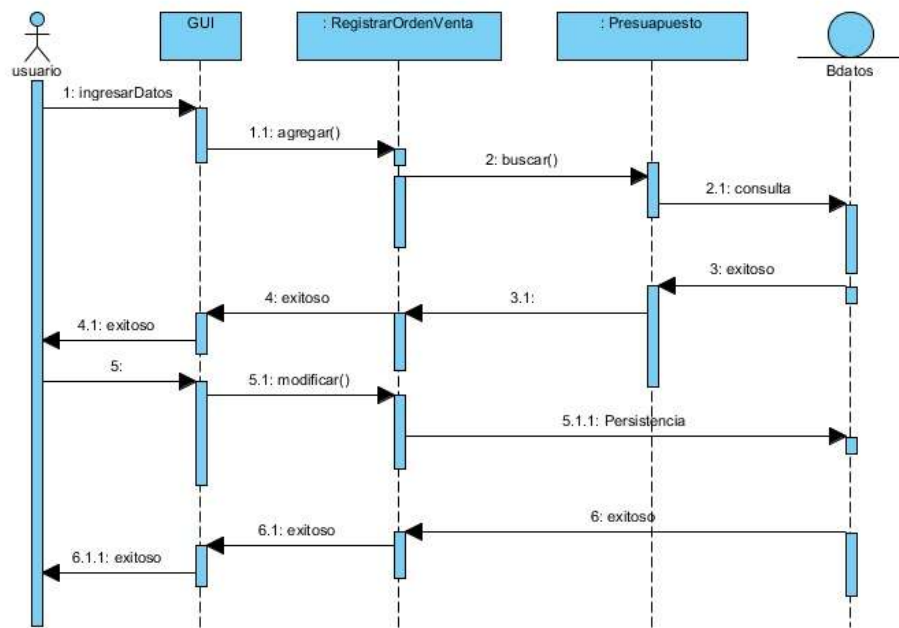 GUI
: RegistrarOrdenVenta
: Presuapuesto
usuario
Bdatos
1: ingresarDatos
1.1: agregar()
2: buscar()
2.1: consulta
3: exitoso
3.1:
4: exitoso
4.1: exitoso
5:
5.1: modificar()
5.1.1: Persistencia
6: exitoso
6.1: exitoso
6.1.1: exitoso